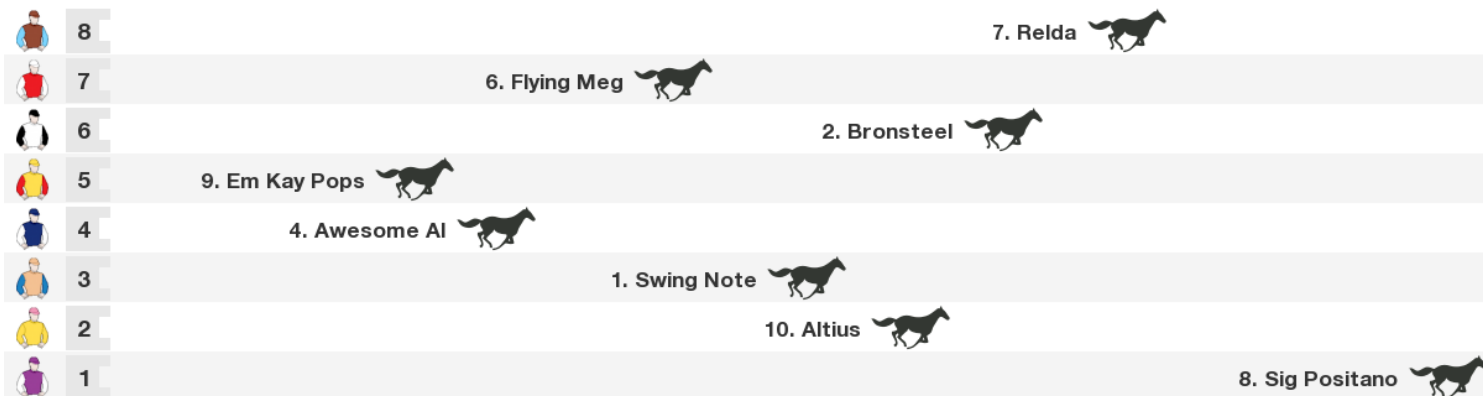 8 7. Relda
7 6. Flying Meg
6 2. Bronsteel
5 9. Em Kay Pops
4 4. Awesome Al
3 1. Swing Note
2 10. Altius
1 8. Sig Positano